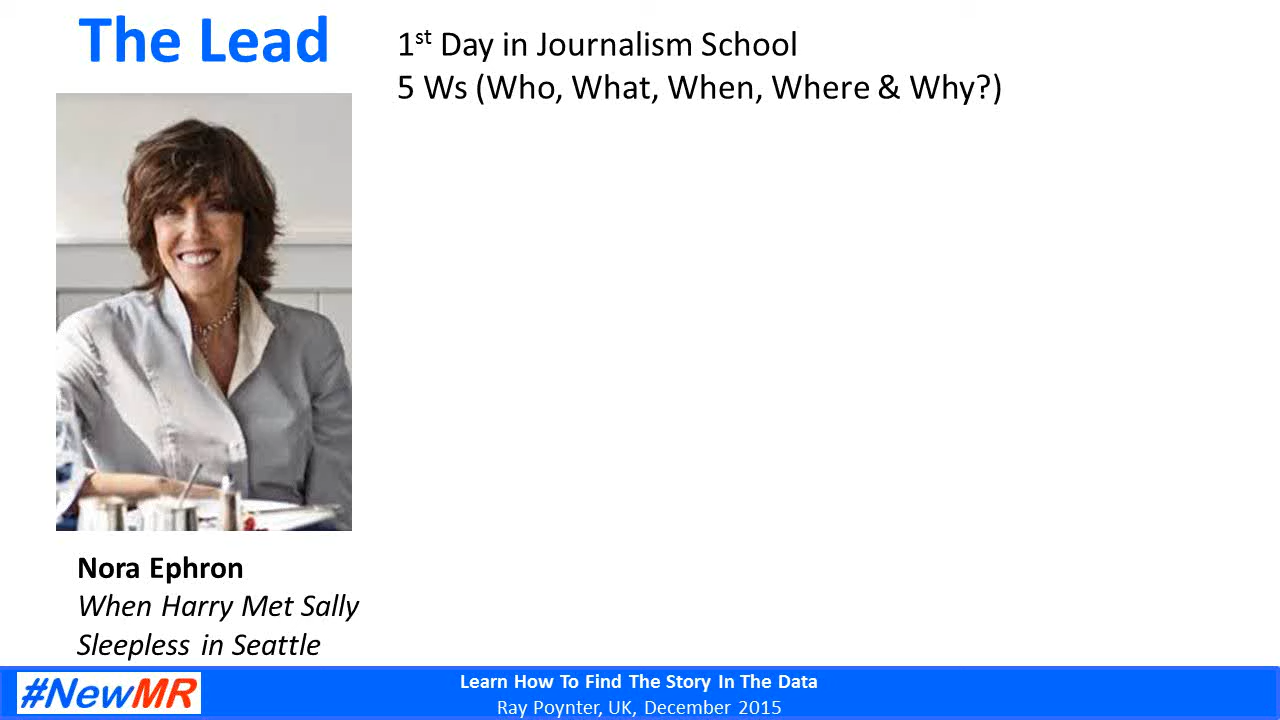 The Lead
1st Day in Journalism School
5 Ws (Who, What, When, Where & Why?)
Nora Ephron
When Harry Met Sally
Sleepless in Seattle
#NewMR
Learn How To Find The Story In The Data
Ray Poynter, UK, December 2015